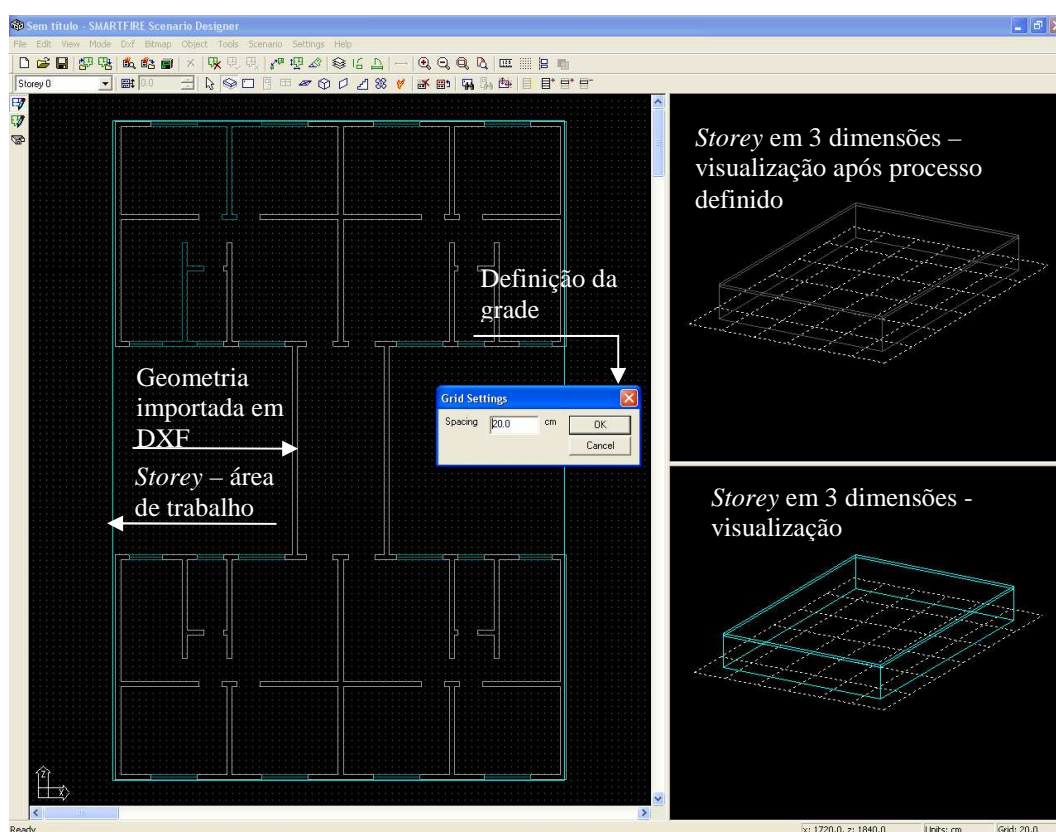 Sem título - SMARTFIRE Scenario Designer
File Edit View Mode Dxf Bitmap Object Tools Scenario Settings Help
Storey 0
0.0
Storey em 3 dimensões –
visualização após processo
definido
Definição da
grade
Geometria
importada em
DXF
Storey – área
de trabalho
Grid Settings
Spacing 20.0 cm OK
Cancel
Storey em 3 dimensões -
visualização
Z
X
Ready
x: 1720.0, z: 1840.0 Units: cm Grid: 20.0